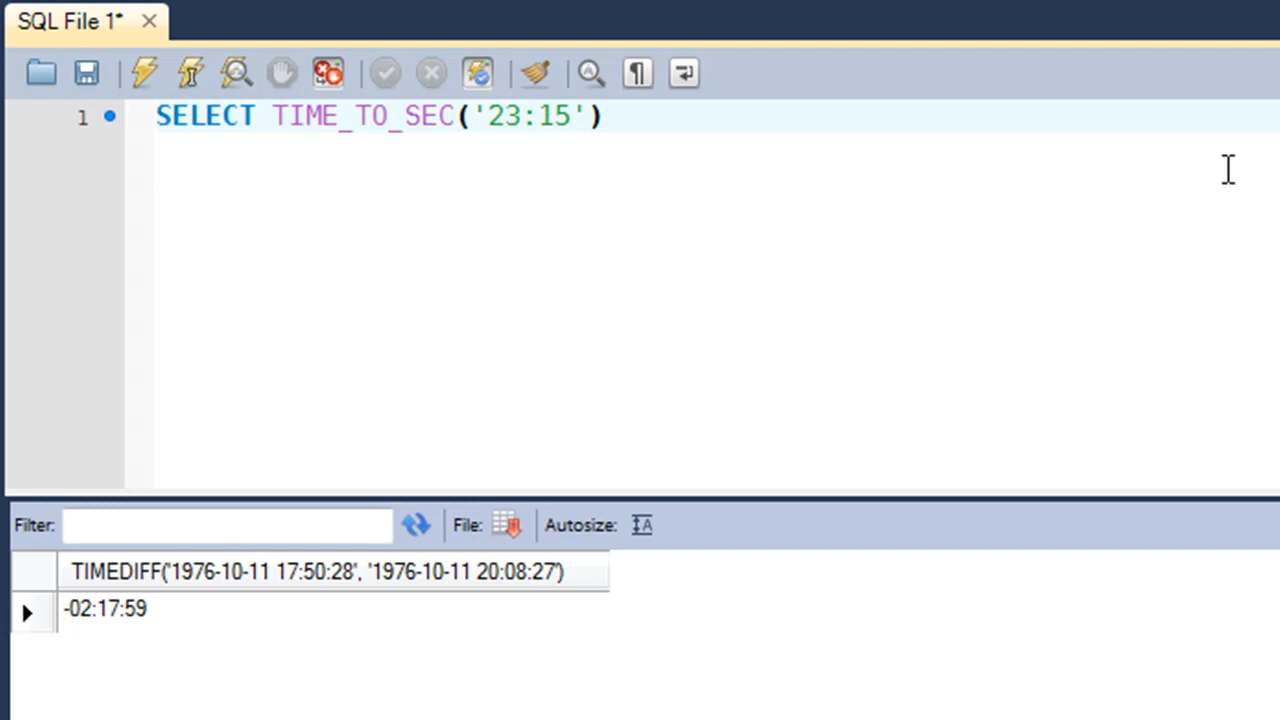 SQL File 1*
1 SELECT TIME_TO_SEC('23:15')
Filter: File: Autosize:
TIMEDIFF('1976-10-11 17:50:28', '1976-10-11 20:08:27')
-02:17:59